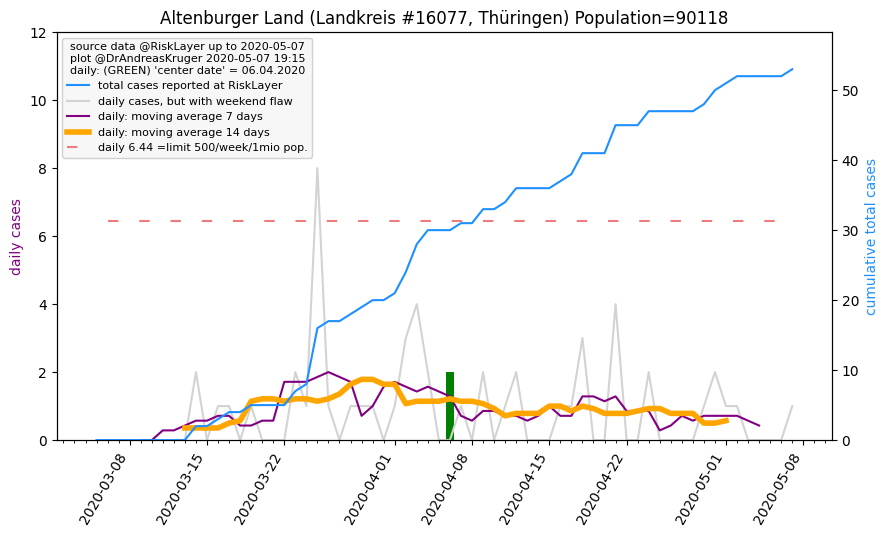 Altenburger Land (Landkreis #16077, Thüringen) Population=90118
source data @RiskLayer up to 2020-05-07
plot @DrAndreasKruger 2020-05-07 19:15
daily: (GREEN) 'center date' = 06.04.2020
total cases reported at RiskLayer
daily cases, but with weekend flaw
daily: moving average 7 days
daily: moving average 14 days
daily 6.44 =limit 500/week/1mio pop.
daily cases
12
10
8
6
4
2
0
cumulative total cases
50
40
30
20
10
0
2020-03-08
2020-03-15
2020-03-22
2020-04-01
2020-04-08
2020-04-15
2020-04-22
2020-05-01
2020-05-08